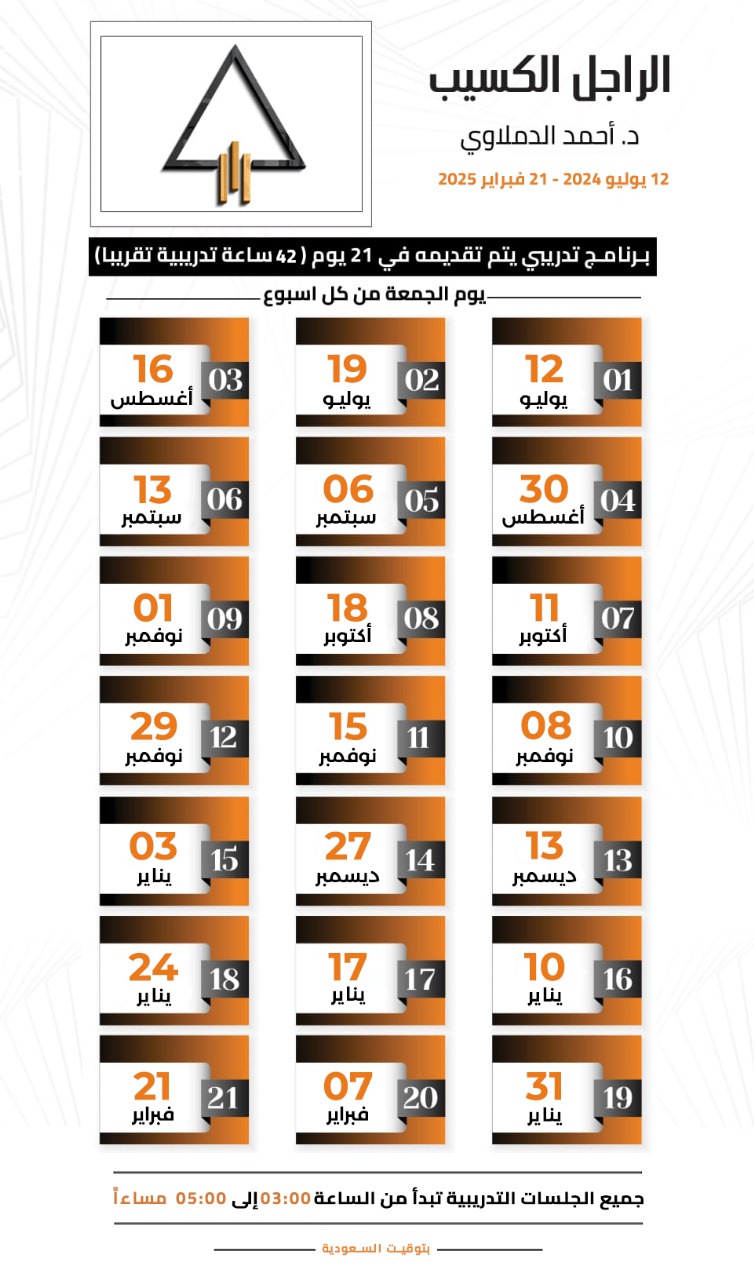 الراجل الكسيب
د. أحمد الدملاوي
12 يوليو 2024 - 21 فبراير 2025
برنامج تدريبي يتم تقديمه في 21 يوم ( 42 ساعة تدريبية تقريبا)
يوم الجمعة من كل اسبوع
01
12
يوليو
02
19
يوليو
03
16
أغسطس
04
30
أغسطس
05
06
سبتمبر
06
13
سبتمبر
07
11
أكتوبر
08
18
أكتوبر
09
01
نوفمبر
10
08
نوفمبر
11
15
نوفمبر
12
29
نوفمبر
13
13
ديسمبر
14
27
ديسمبر
15
03
يناير
16
10
يناير
17
17
يناير
18
24
يناير
19
31
يناير
20
07
فبراير
21
21
فبراير
جميع الجلسات التدريبية تبدأ من الساعة 03:00 إلى 05:00 مساءاً
بتوقيت السعودية